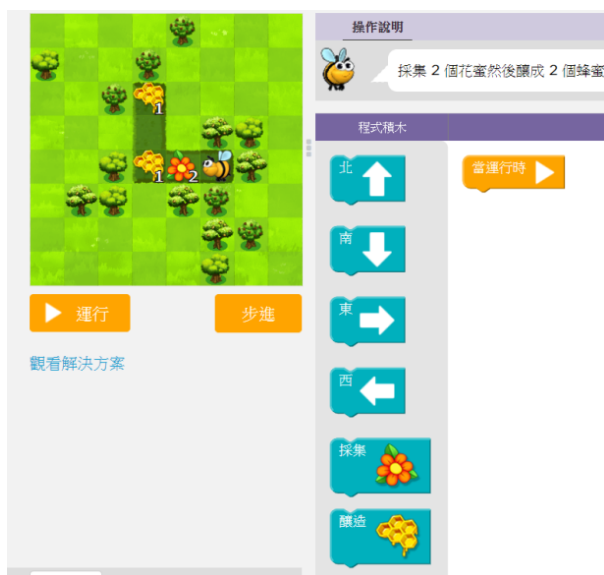 操作說明
採集 2 個花蜜然後釀成 2 個蜂蜜
程式積木
北
當運行時
南
東
西
採集
釀造
1
1
2
運行
步進
觀看解決方案